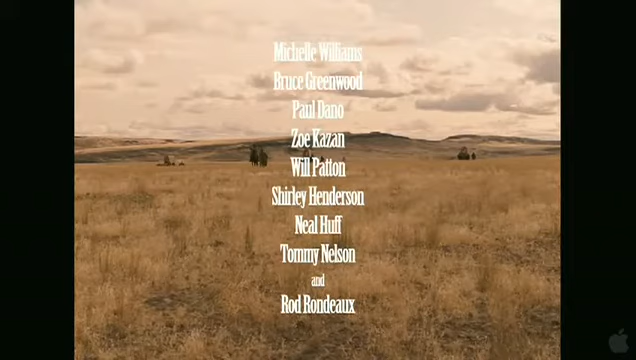 Michelle Williams
Bruce Greenwood
Paul Dano
Zoe Kazan
Will Patton
Shirley Henderson
Neal Huff
Tommy Nelson
and
Rod Rondeaux